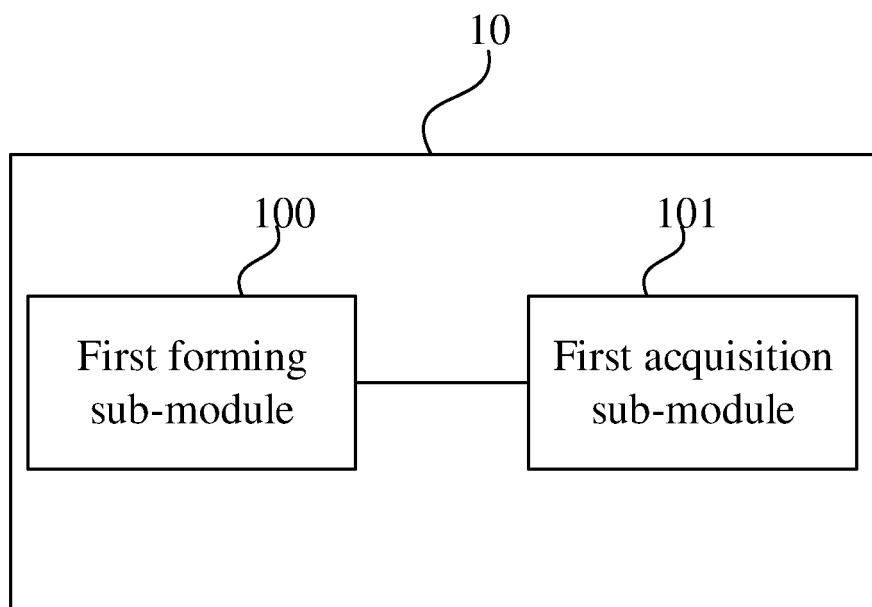 10
100
101
First forming
sub-module
First acquisition
sub-module